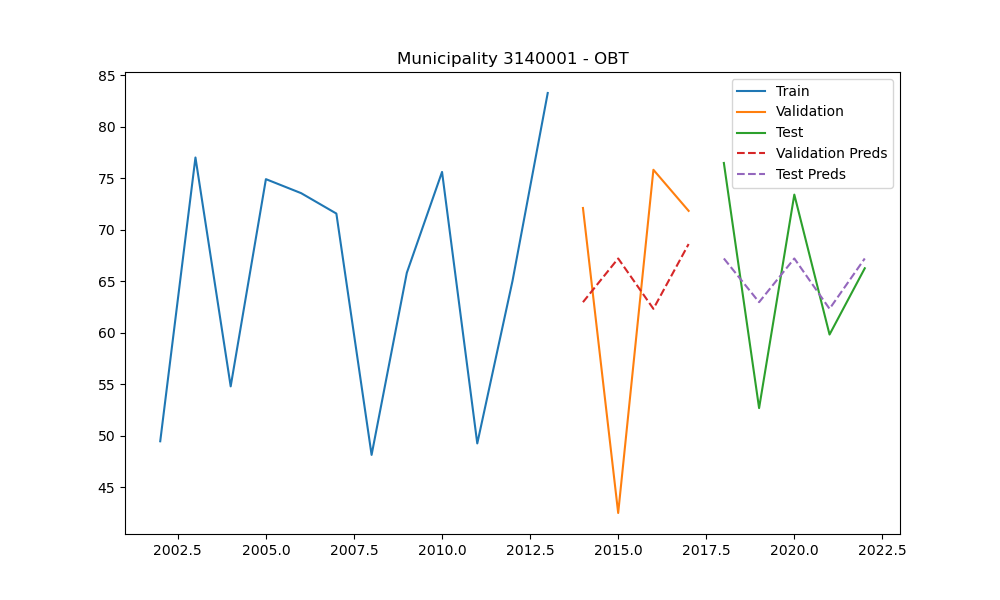 Municipality 3140001 - OBT
85
80
75
70
65
60
55
50
45
2002.5 2005.0 2007.5 2010.0 2012.5 2015.0 2017.5 2020.0 2022.5
Train
Validation
Test
Validation Preds
Test Preds